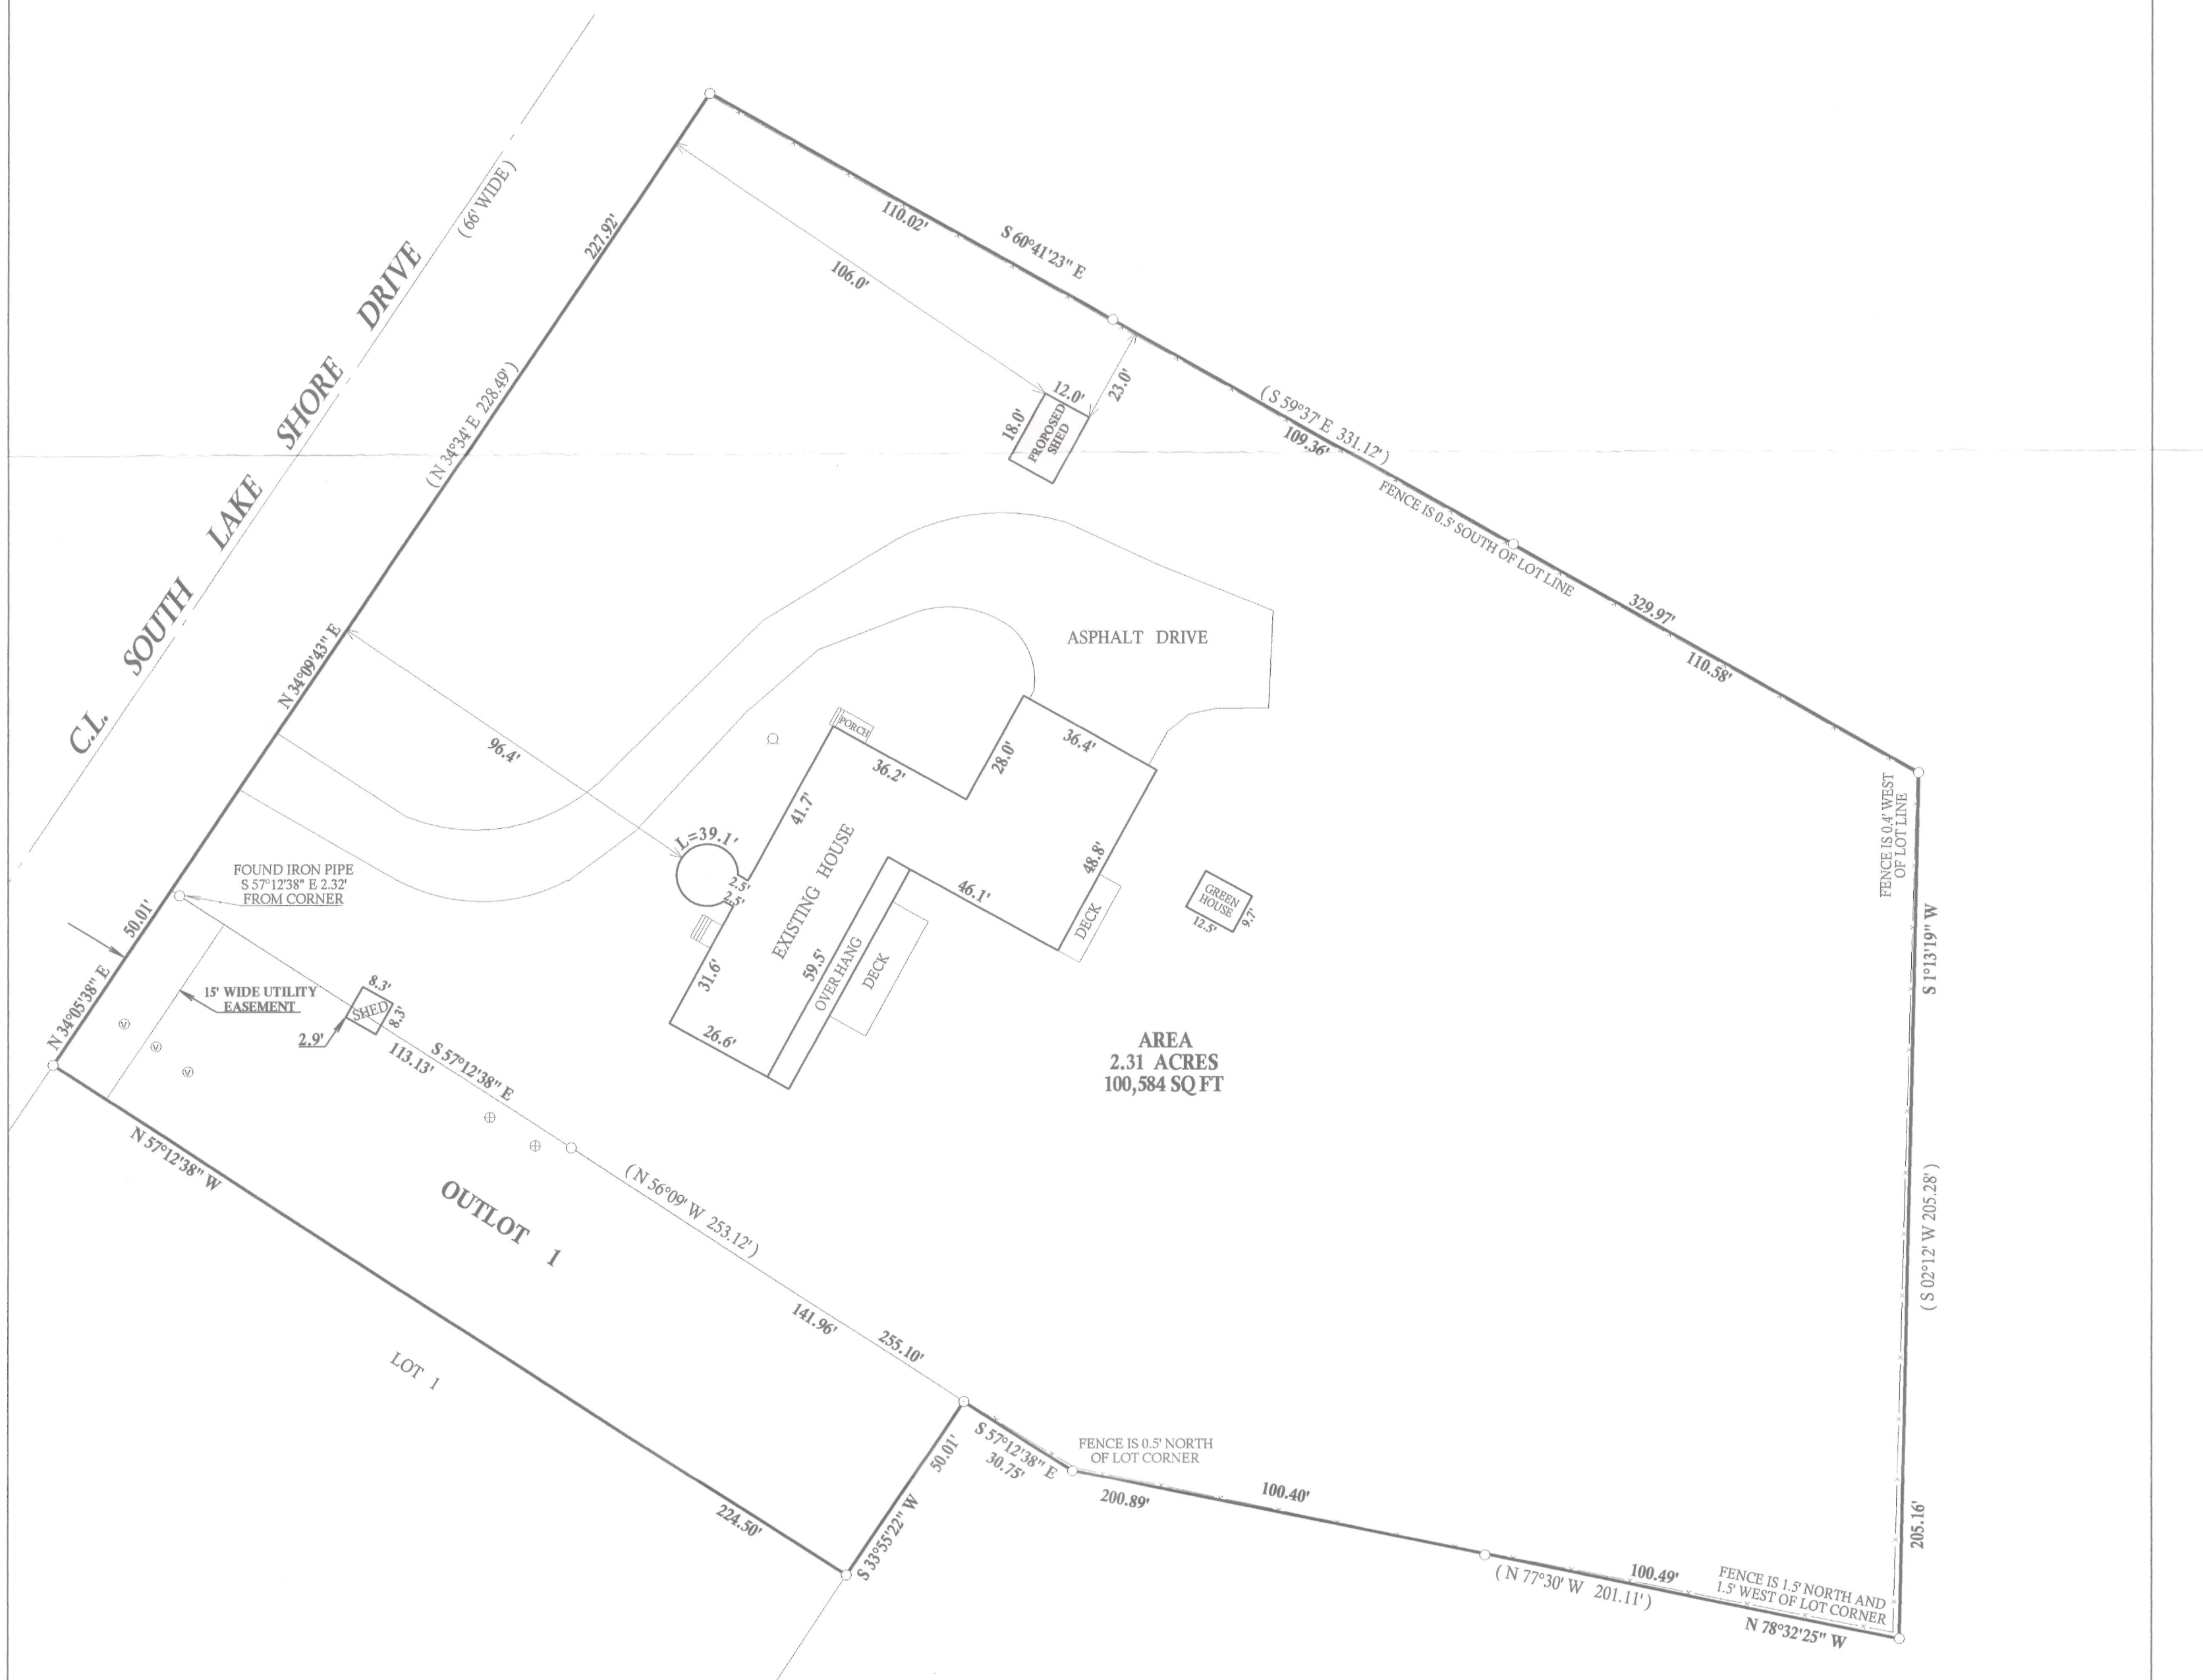 C.L. SOUTH LAKE SHORE DRIVE
( 66' WIDE )
227.92'
(N 34°34' E 228.49')
N 34°09'43" E
110.02'
S 60°41'23" E
106.0'
12.0'
23.0'
18.0'
PROPOSED
SHED
( S 59°37' E 331.12' )
109.36'
FENCE IS 0.5' SOUTH OF LOT LINE
329.97'
110.58'
ASPHALT DRIVE
96.4'
PORCH
36.2'
28.0'
36.4'
41.7'
L=39.1'
2.5'
2.5'
EXISTING HOUSE
48.8'
46.1'
DECK
GREEN
HOUSE
12.5'
9.7'
59.5'
OVER HANG
DECK
31.6'
26.6'
FENCE IS 0.4' WEST
OF LOT LINE
S 1°13'19" W
( S 02°12' W 205.28' )
205.16'
FOUND IRON PIPE
S 57°12'38" E 2.32'
FROM CORNER
50.01'
N 34°05'38" E
15' WIDE UTILITY
EASEMENT
8.3'
SHED
8.3'
2.9'
113.13'
S 57°12'38" E
V
V
V
AREA
2.31 ACRES
100,584 SQ FT
N 57°12'38" W
OUTLOT 1
( N 56°09' W 253.12' )
141.96'
255.10'
LOT 1
224.50'
50.01'
S 33°55'22" W
S 57°12'38" E
30.75'
FENCE IS 0.5' NORTH
OF LOT CORNER
200.89'
100.40'
( N 77°30' W 201.11' )
100.49'
FENCE IS 1.5' NORTH AND
1.5' WEST OF LOT CORNER
N 78°32'25" W